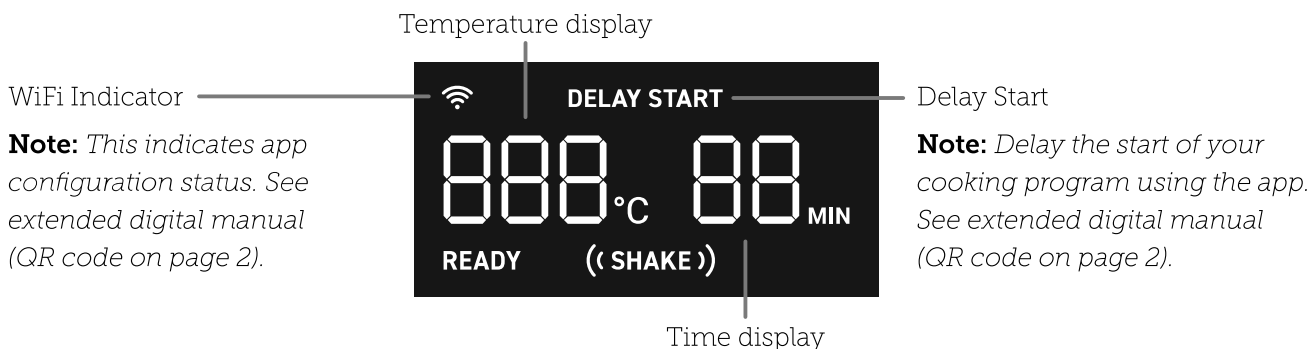 Temperature display
WiFi Indicator
Note: This indicates app
configuration status. See
extended digital manual
(QR code on page 2).
DELAY START
888°C 88 MIN
READY ((SHAKE))
Delay Start
Note: Delay the start of your
cooking program using the app.
See extended digital manual
(QR code on page 2).
Time display